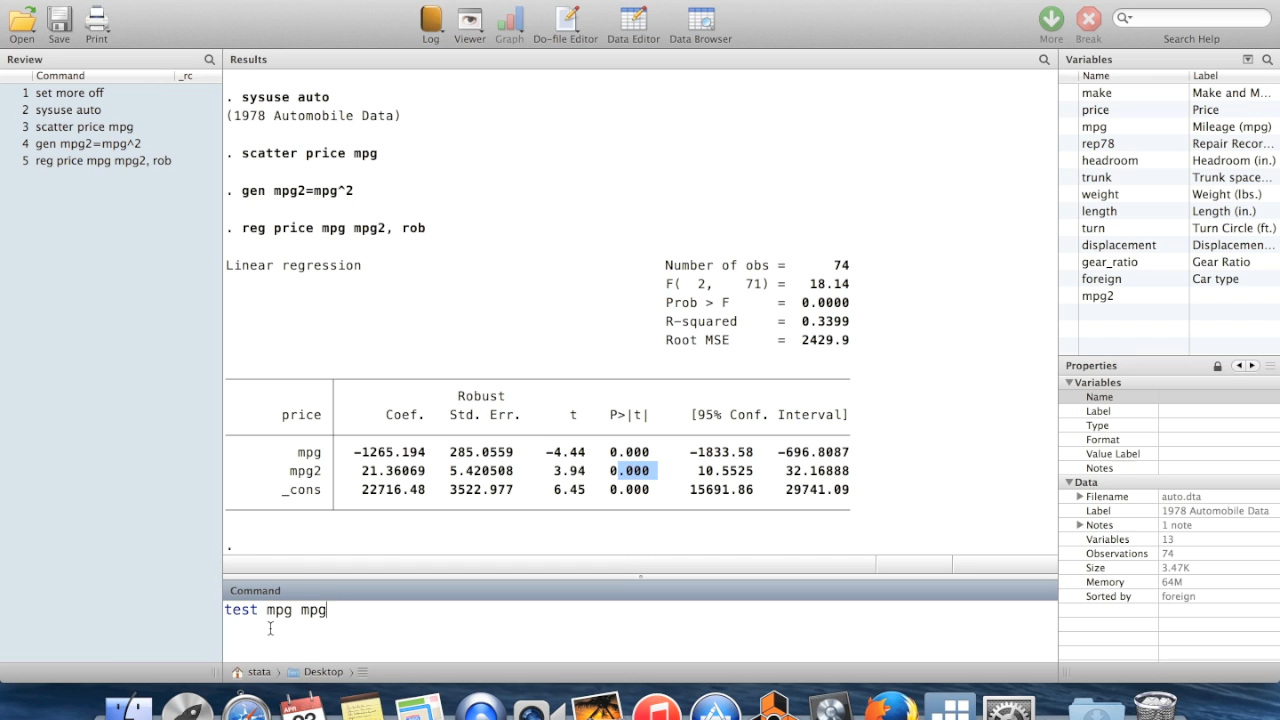 Open Save Print Log Viewer Graph Do-file Editor Data Editor Data Browser More Break Search Help
Review
Command _rc
1 set more off
2 sysuse auto
3 scatter price mpg
4 gen mpg2=mpg^2
5 reg price mpg mpg2, rob
Results
. sysuse auto
(1978 Automobile Data)
. scatter price mpg
. gen mpg2=mpg^2
. reg price mpg mpg2, rob
Linear regression Number of obs = 74
F( 2, 71) = 18.14
Prob > F = 0.0000
R-squared = 0.3399
Root MSE = 2429.9
Robust
price Coef. Std. Err. t P>|t| [95% Conf. Interval]
mpg -1265.194 285.0559 -4.44 0.000 -1833.58 -696.8087
mpg2 21.36069 5.420508 3.94 0.000 10.5525 32.16888
_cons 22716.48 3522.977 6.45 0.000 15691.86 29741.09
.
Command
test mpg mpg
stata Desktop
Variables
Name Label
make Make and M...
price Price
mpg Mileage (mpg)
rep78 Repair Recor...
headroom Headroom (in.)
trunk Trunk space...
weight Weight (lbs.)
length Length (in.)
turn Turn Circle (ft.)
displacement Displacemen...
gear_ratio Gear Ratio
foreign Car type
mpg2
Properties
Variables
Name
Label
Type
Format
Value Label
Notes
Data
Filename auto.dta
Label 1978 Automobile Data
Notes 1 note
Variables 13
Observations 74
Size 3.47K
Memory 64M
Sorted by foreign
APR